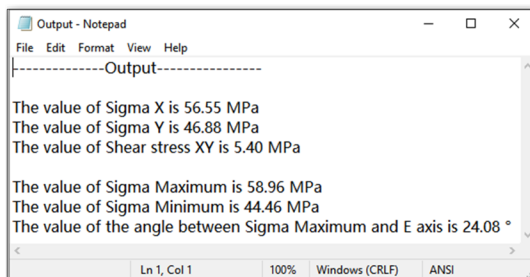 Output - Notepad
File Edit Format View Help
--------------Output----------------
The value of Sigma X is 56.55 MPa
The value of Sigma Y is 46.88 MPa
The value of Shear stress XY is 5.40 MPa
The value of Sigma Maximum is 58.96 MPa
The value of Sigma Minimum is 44.46 MPa
The value of the angle between Sigma Maximum and E axis is 24.08 °
Ln 1, Col 1 100% Windows (CRLF) ANSI